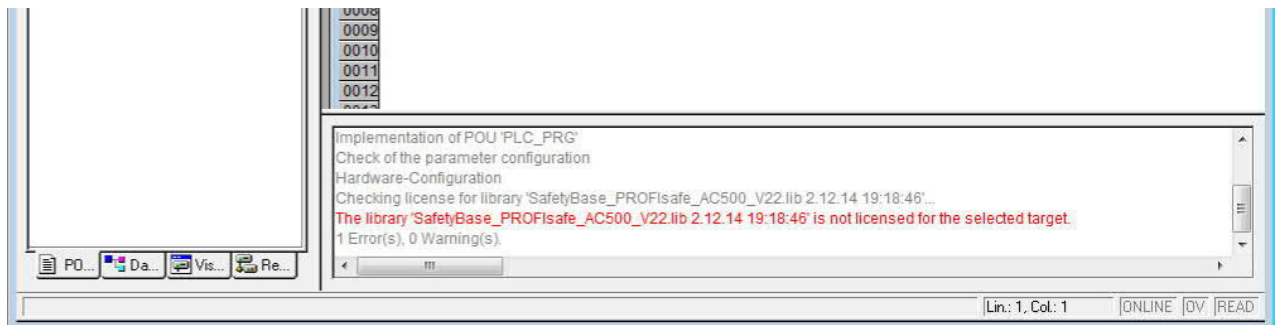 0008
0009
0010
0011
0012
0013
Implementation of POU 'PLC_PRG'
Check of the parameter configuration
Hardware-Configuration
Checking license for library 'SafetyBase_PROFIsafe_AC500_V22.lib 2.12.14 19:18:46'...
The library 'SafetyBase_PROFIsafe_AC500_V22.lib 2.12.14 19:18:46' is not licensed for the selected target.
1 Error(s), 0 Warning(s).
PO... Da... Vis... Re...
Lin.: 1, Col.: 1 ONLINE OV READ